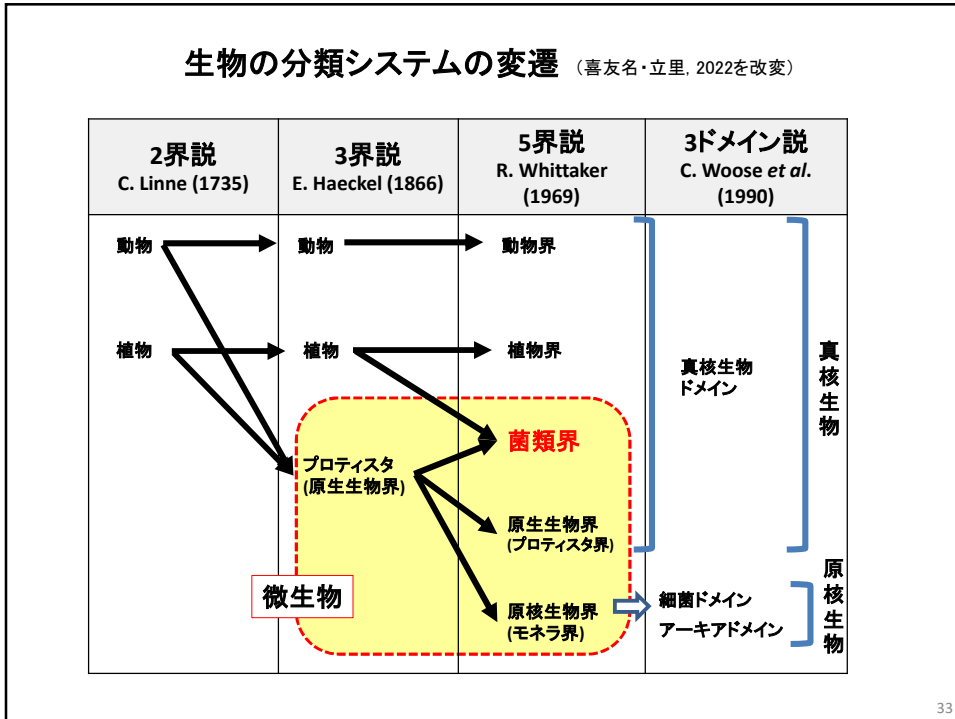 生物の分類システムの変遷 (喜友名・立里, 2022を改変)
2界説
C. Linne (1735)
3界説
E. Haeckel (1866)
5界説
R. Whittaker
(1969)
3ドメイン説
C. Woose et al.
(1990)
動物
動物
動物界
植物
植物
植物界
真核生物
ドメイン
真核生物
菌類界
プロティスタ
(原生生物界)
原生生物界
(プロティスタ界)
微生物
原核生物界
(モネラ界)
細菌ドメイン
アーキアドメイン
原核生物
33